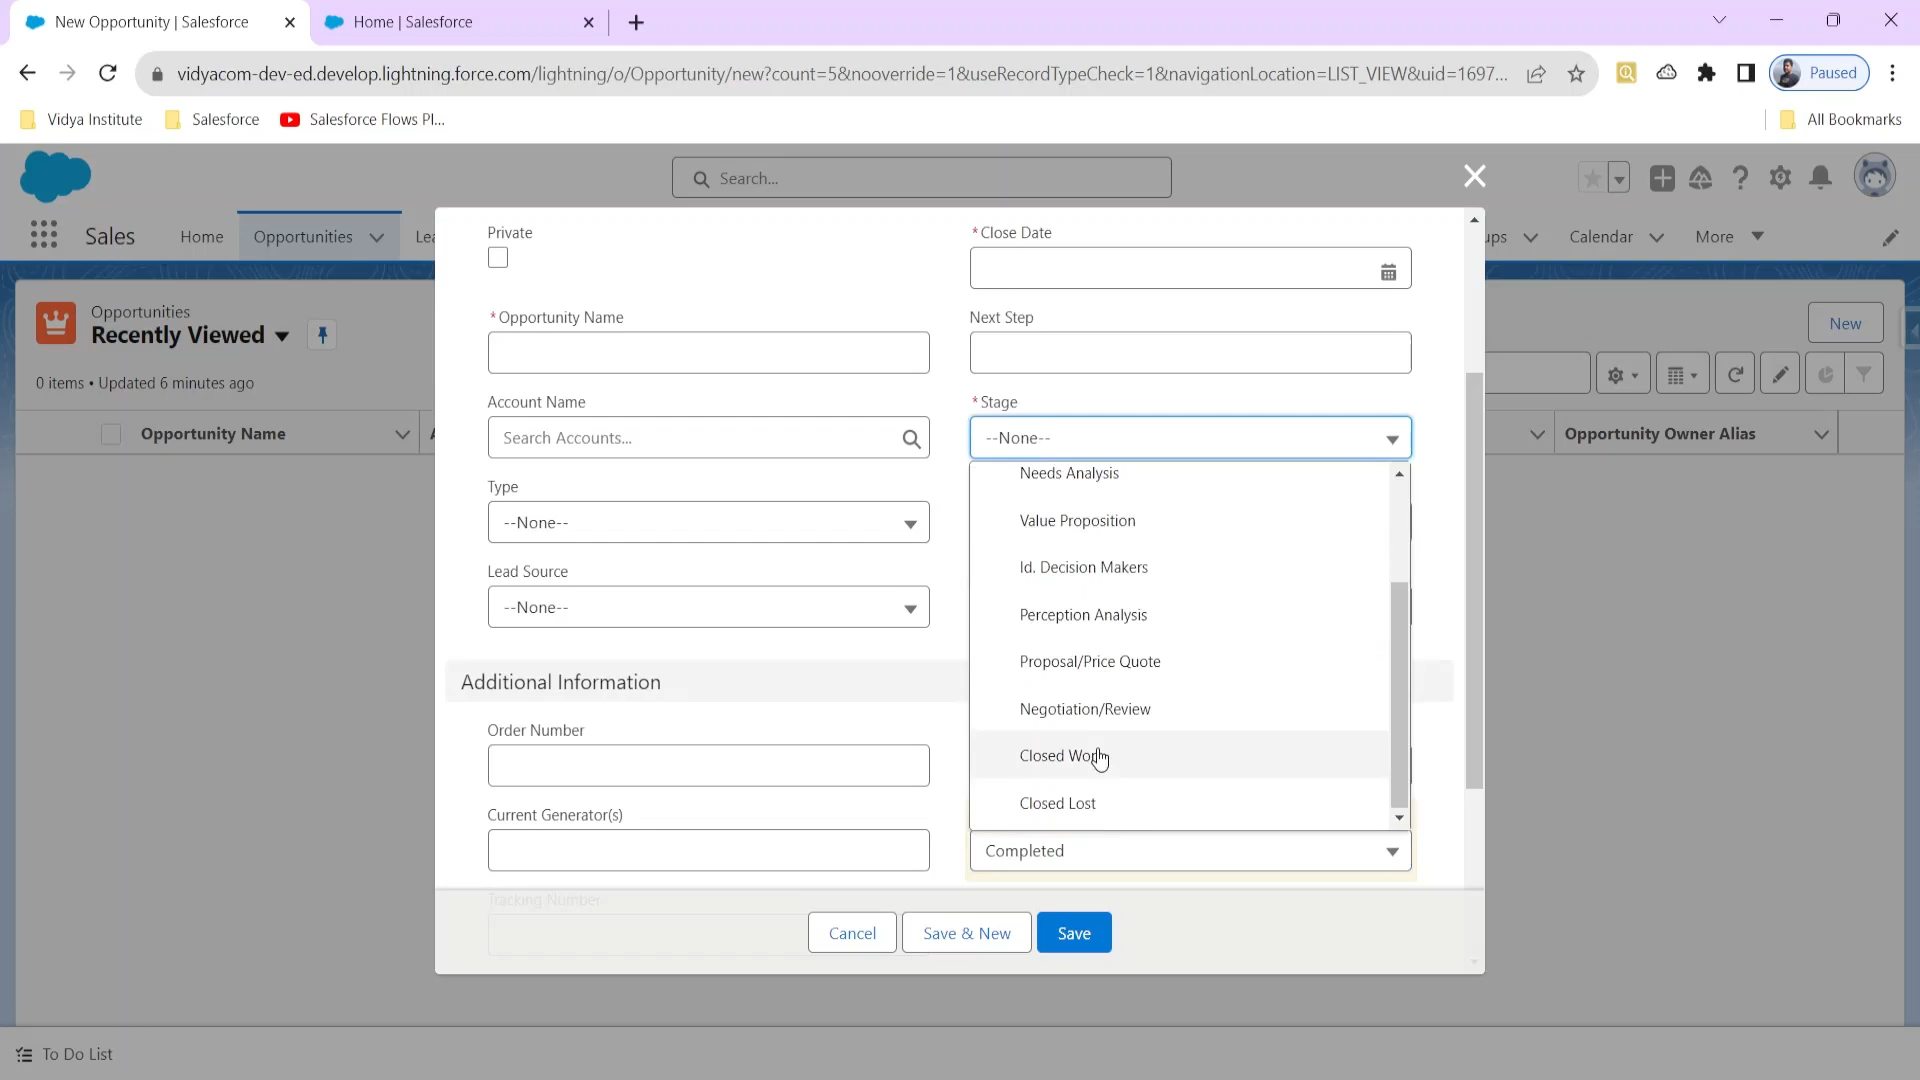 New Opportunity | Salesforce
Home | Salesforce
vidyacom-dev-ed.develop.lightning.force.com/lightning/o/Opportunity/new?count=5&nooverride=1&useRecordTypeCheck=1&navigationLocation=LIST_VIEW&uid=1697...
Paused
Vidya Institute
Salesforce
Salesforce Flows Pl...
All Bookmarks
Search...
Sales
Home
Opportunities
Lea
ups
Calendar
More
Opportunities
Recently Viewed
0 items • Updated 6 minutes ago
New
Opportunity Name
Opportunity Owner Alias
Private
*Close Date
*Opportunity Name
Next Step
Account Name
Search Accounts...
*Stage
--None--
Type
--None--
Lead Source
--None--
Needs Analysis
Value Proposition
Id. Decision Makers
Perception Analysis
Proposal/Price Quote
Negotiation/Review
Closed Won
Closed Lost
Additional Information
Order Number
Current Generator(s)
Completed
Tracking Number
Cancel
Save & New
Save
To Do List